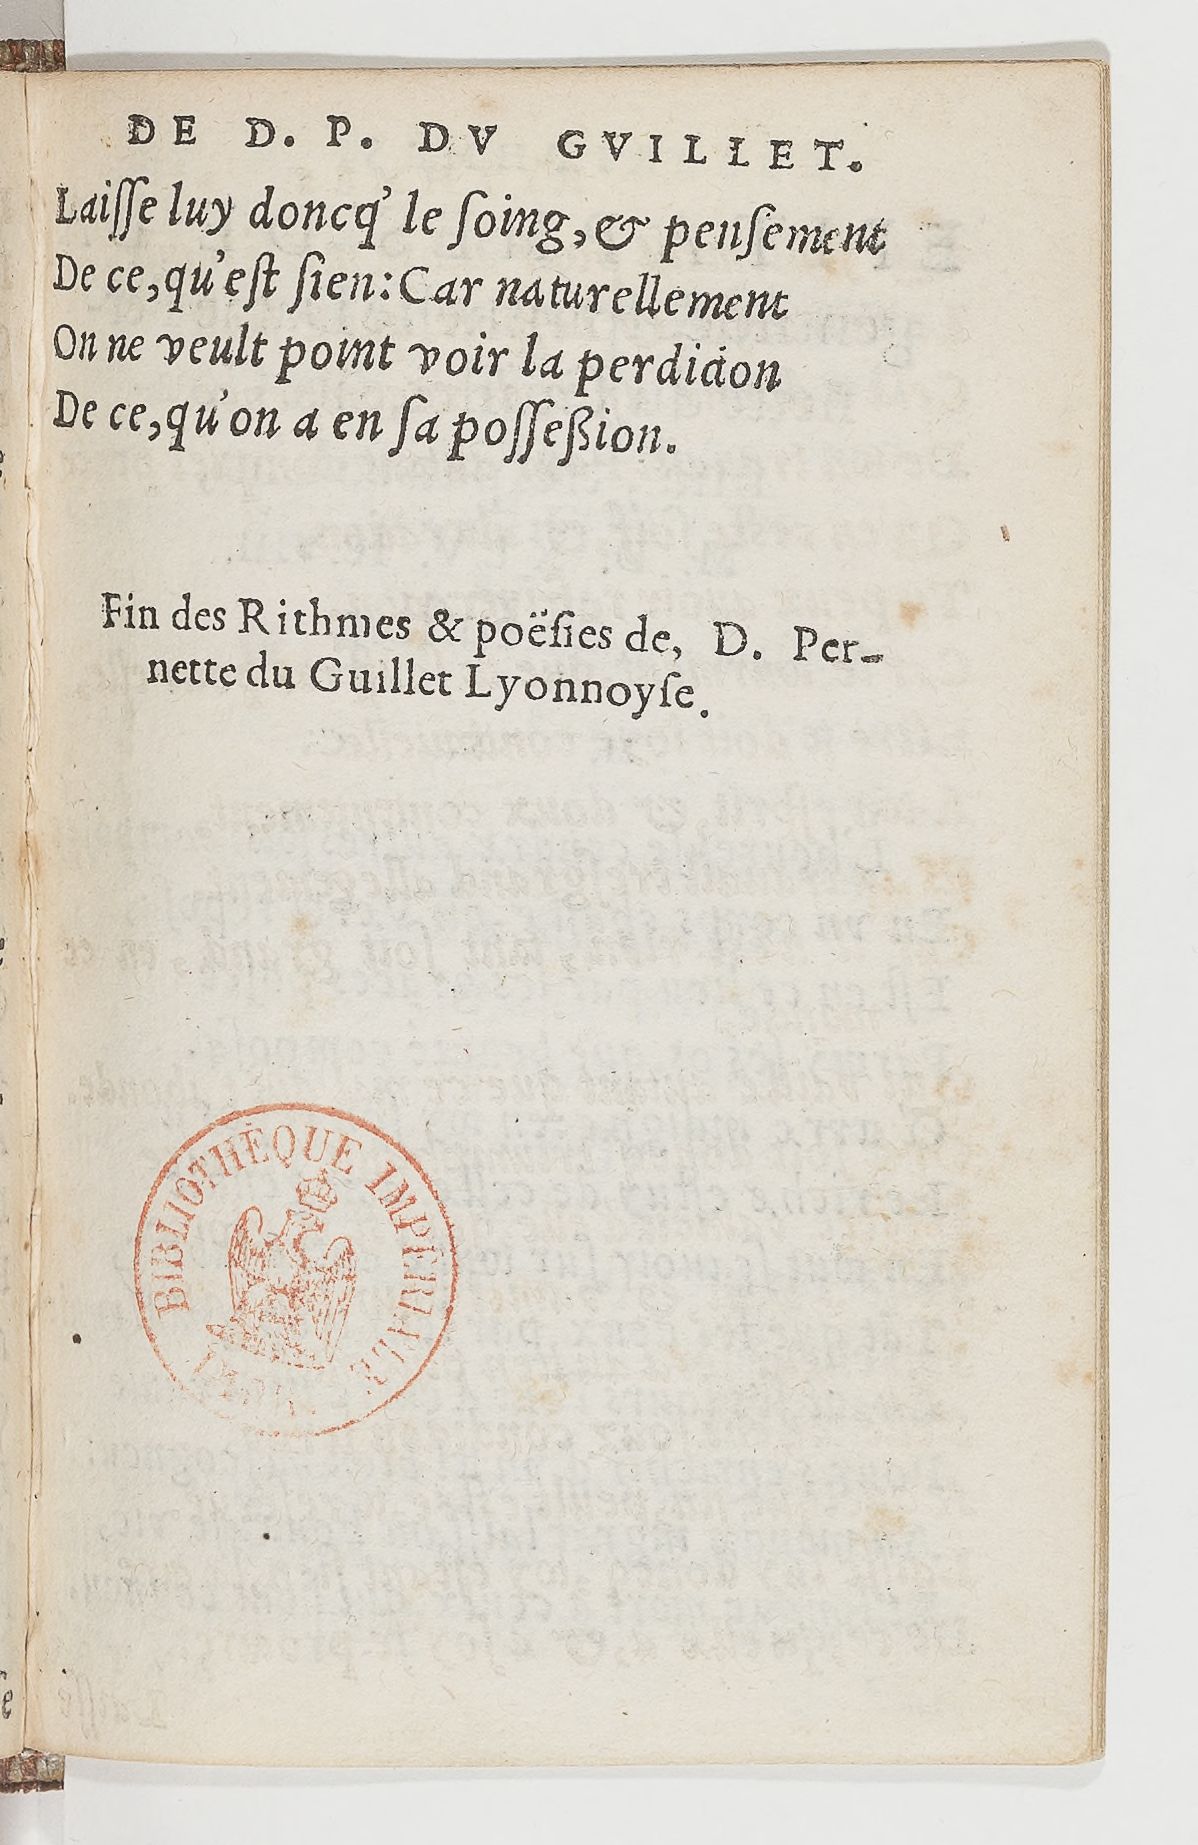 DE D. P. DV GVILLET.
Laiſſe luy doncq' le ſoing, & penſement
De ce, qu'eſt ſien: Car naturellement
On ne veult point voir la perdition
De ce, qu'on a en ſa poſſeßion.
Fin des Rithmes & poëſies de, D. Per-
nette du Guillet Lyonnoyſe.
BIBLIOTHÈQUE IMPÉRIALE